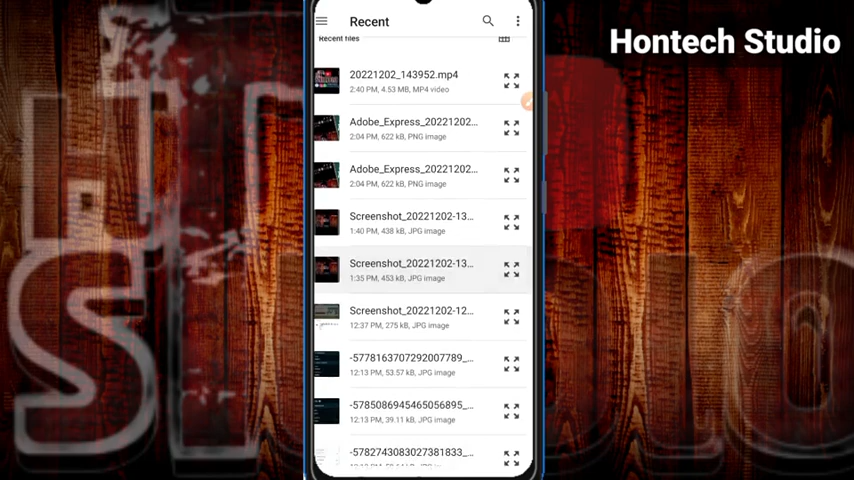 Hontech Studio
Recent
Recent files
20221202_143952.mp4
2:40 PM, 4.53 MB, MP4 video
Adobe_Express_20221202...
2:04 PM, 622 kB, PNG image
Adobe_Express_20221202...
2:04 PM, 622 kB, PNG image
Screenshot_20221202-13...
1:40 PM, 438 kB, JPG image
Screenshot_20221202-13...
1:35 PM, 453 kB, JPG image
Screenshot_20221202-12...
12:37 PM, 275 kB, JPG image
-5778163707292007789_...
12:13 PM, 53.57 kB, JPG image
-5785086945465056895_...
12:13 PM, 39.11 kB, JPG image
-5782743083027381833_...